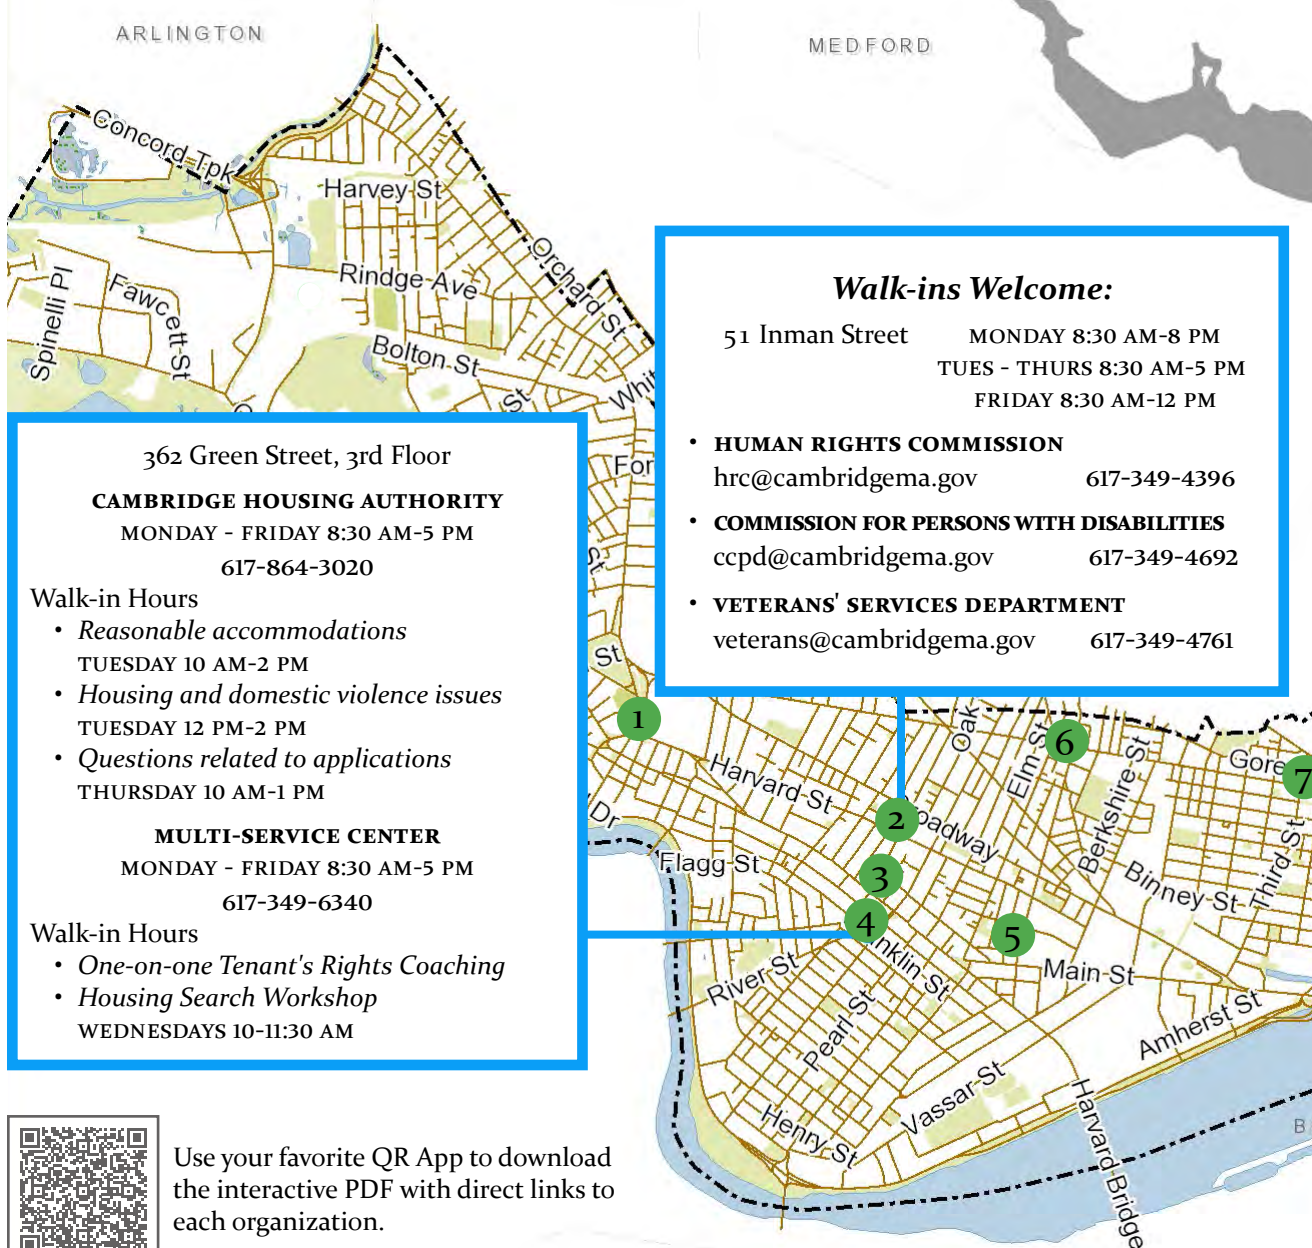 ARLINGTON
MEDFORD
Concord Tpk
Harvey St
Orchard St
Rindge Ave
Spinelli Pl
Fawcett St
Bolton St
St
Whit
For
St
St
Dr
Walk-ins Welcome:
51 Inman Street MONDAY 8:30 AM-8 PM
TUES - THURS 8:30 AM-5 PM
FRIDAY 8:30 AM-12 PM
• HUMAN RIGHTS COMMISSION
hrc@cambridgema.gov 617-349-4396
• COMMISSION FOR PERSONS WITH DISABILITIES
ccpd@cambridgema.gov 617-349-4692
• VETERANS' SERVICES DEPARTMENT
veterans@cambridgema.gov 617-349-4761
362 Green Street, 3rd Floor
CAMBRIDGE HOUSING AUTHORITY
MONDAY - FRIDAY 8:30 AM-5 PM
617-864-3020
Walk-in Hours
• Reasonable accommodations
TUESDAY 10 AM-2 PM
• Housing and domestic violence issues
TUESDAY 12 PM-2 PM
• Questions related to applications
THURSDAY 10 AM-1 PM
MULTI-SERVICE CENTER
MONDAY - FRIDAY 8:30 AM-5 PM
617-349-6340
Walk-in Hours
• One-on-one Tenant's Rights Coaching
• Housing Search Workshop
WEDNESDAYS 10-11:30 AM
1
2
3
4
5
6
7
Oak
Elm St
Berkshire St
Gore
Third St
Harvard St
oadway
Binney St
Flagg St
nklin St
Main St
River St
Pearl St
Amherst St
Vassar St
Henry St
Harvard Bridge
B
Use your favorite QR App to download
the interactive PDF with direct links to
each organization.